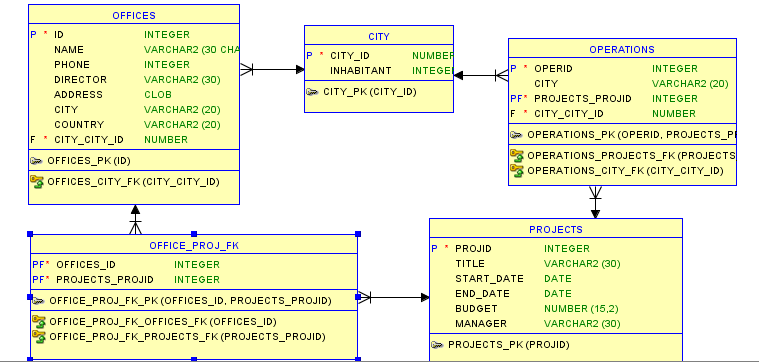 OFFICES
P * ID INTEGER
NAME VARCHAR2 (30 CHA
PHONE INTEGER
DIRECTOR VARCHAR2 (30)
ADDRESS CLOB
CITY VARCHAR2 (20)
COUNTRY VARCHAR2 (20)
F * CITY_CITY_ID NUMBER
OFFICES_PK (ID)
OFFICES_CITY_FK (CITY_CITY_ID)
CITY
P * CITY_ID NUMBER
INHABITANT INTEGE
CITY_PK (CITY_ID)
OPERATIONS
P * OPERID INTEGER
CITY VARCHAR2 (20)
PF* PROJECTS_PROJID INTEGER
F * CITY_CITY_ID NUMBER
OPERATIONS_PK (OPERID, PROJECTS_P
OPERATIONS_PROJECTS_FK (PROJECTS
OPERATIONS_CITY_FK (CITY_CITY_ID)
OFFICE_PROJ_FK
PF* OFFICES_ID INTEGER
PF* PROJECTS_PROJID INTEGER
OFFICE_PROJ_FK_PK (OFFICES_ID, PROJECTS_PROJID)
OFFICE_PROJ_FK_OFFICES_FK (OFFICES_ID)
OFFICE_PROJ_FK_PROJECTS_FK (PROJECTS_PROJID)
PROJECTS
P * PROJID INTEGER
TITLE VARCHAR2 (30)
START_DATE DATE
END_DATE DATE
BUDGET NUMBER (15,2)
MANAGER VARCHAR2 (30)
PROJECTS_PK (PROJID)